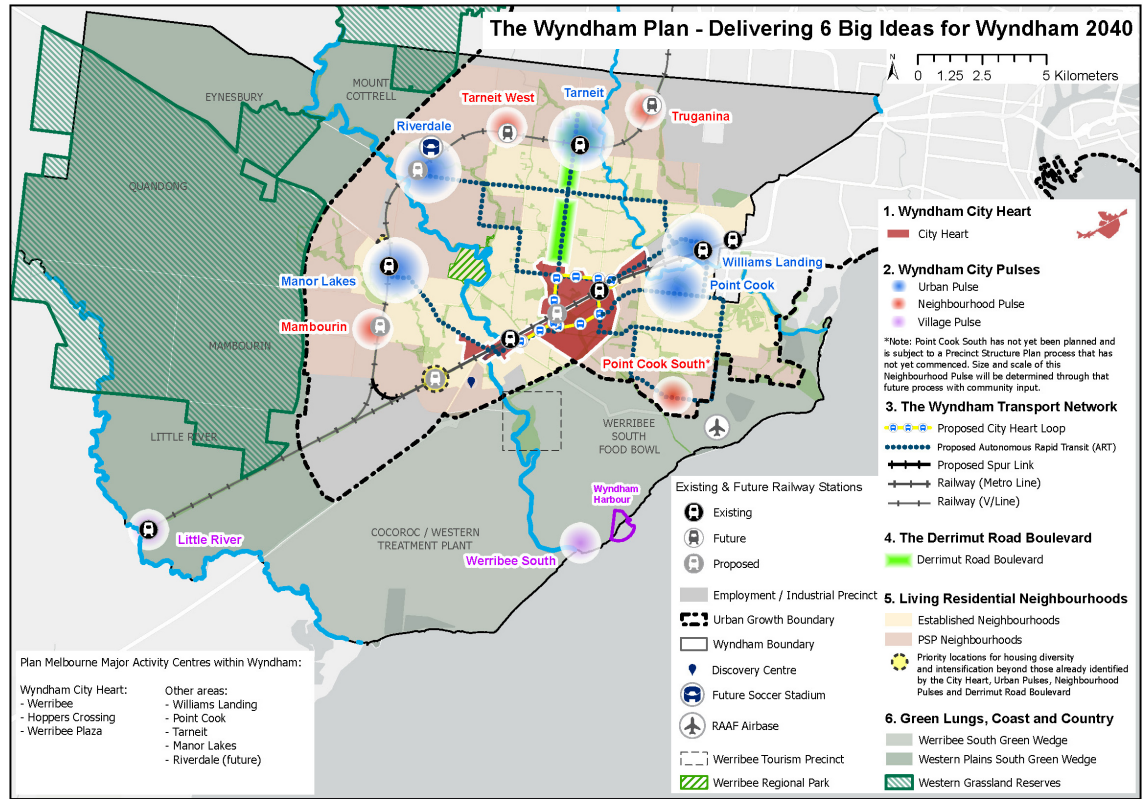 The Wyndham Plan - Delivering 6 Big Ideas for Wyndham 2040
N
0 1.25 2.5 5 Kilometers
MOUNT
COTTRELL
EYNESBURY
QUANDONG
MAMBOURIN
LITTLE RIVER
Tarneit West
Tarneit
Truganina
Riverdale
Manor Lakes
Mambourin
Williams Landing
Point Cook
Point Cook South*
WERRIBEE
SOUTH
FOOD BOWL
Wyndham
Harbour
COCOROC / WESTERN
TREATMENT PLANT
Little River
Werribee South
1. Wyndham City Heart
City Heart
2. Wyndham City Pulses
Urban Pulse
Neighbourhood Pulse
Village Pulse
*Note: Point Cook South has not yet been planned and
is subject to a Precinct Structure Plan process that has
not yet commenced. Size and scale of this
Neighbourhood Pulse will be determined through that
future process with community input.
3. The Wyndham Transport Network
Proposed City Heart Loop
Proposed Autonomous Rapid Transit (ART)
Proposed Spur Link
Railway (Metro Line)
Railway (V/Line)
4. The Derrimut Road Boulevard
Derrimut Road Boulevard
5. Living Residential Neighbourhoods
Established Neighbourhoods
PSP Neighbourhoods
Priority locations for housing diversity
and intensification beyond those already identified
by the City Heart, Urban Pulses, Neighbourhood
Pulses and Derrimut Road Boulevard
6. Green Lungs, Coast and Country
Werribee South Green Wedge
Western Plains South Green Wedge
Western Grassland Reserves
Existing & Future Railway Stations
Existing
Future
Proposed
Employment / Industrial Precinct
Urban Growth Boundary
Wyndham Boundary
Discovery Centre
Future Soccer Stadium
RAAF Airbase
Werribee Tourism Precinct
Werribee Regional Park
Plan Melbourne Major Activity Centres within Wyndham:
Wyndham City Heart:
- Werribee
- Hoppers Crossing
- Werribee Plaza
Other areas:
- Williams Landing
- Point Cook
- Tarneit
- Manor Lakes
- Riverdale (future)